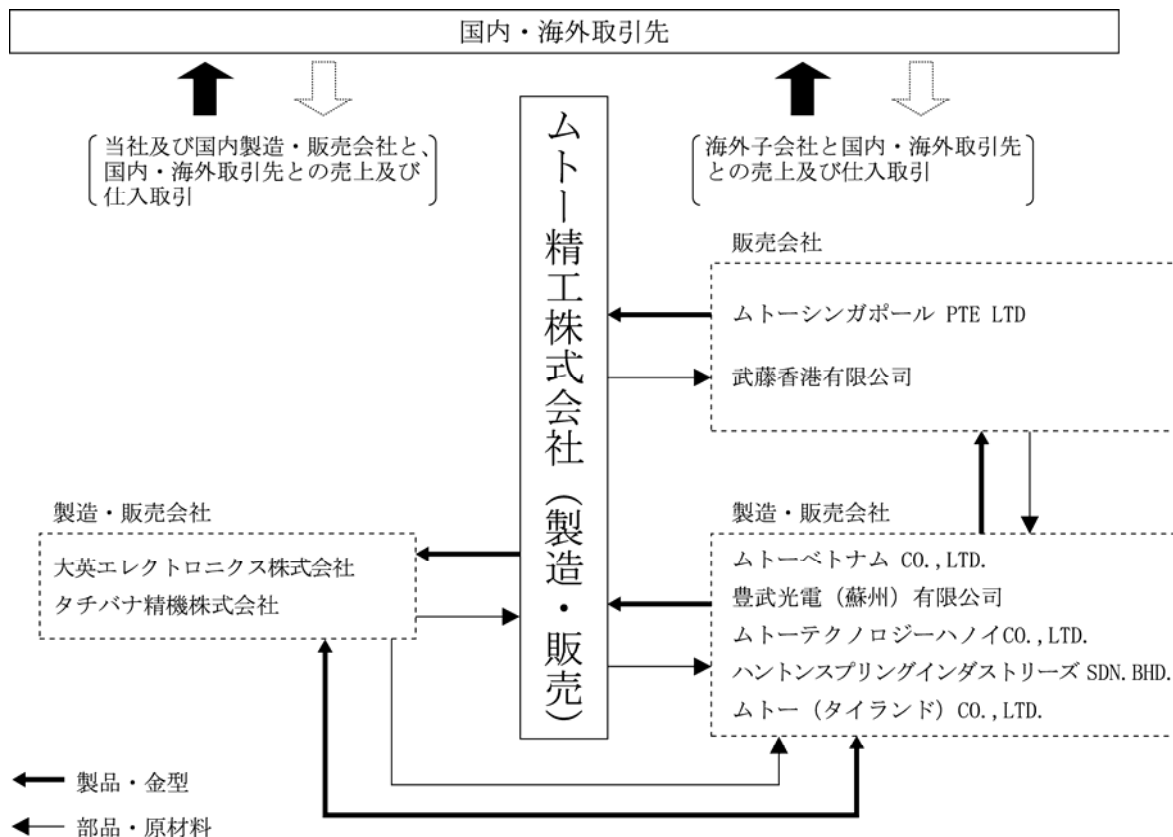 国内・海外取引先
当社及び国内製造・販売会社と、
国内・海外取引先との売上及び
仕入取引
海外子会社と国内・海外取引先
との売上及び仕入取引
ムトー精工株式会社（製造・販売）
販売会社
ムトーシンガポール PTE LTD
武藤香港有限公司
製造・販売会社
大英エレクトロニクス株式会社
タチバナ精機株式会社
製造・販売会社
ムトーベトナム CO.,LTD.
豊武光電（蘇州）有限公司
ムトーテクノロジーハノイCO.,LTD.
ハントンスプリングインダストリーズ SDN.BHD.
ムトー（タイランド）CO.,LTD.
製品・金型
部品・原材料